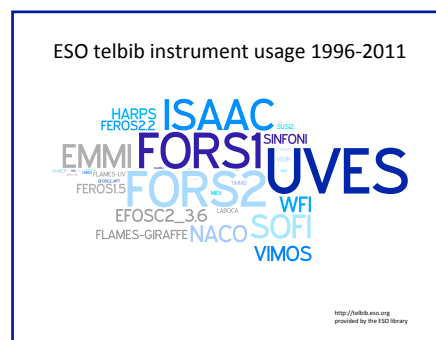 ESO telbib instrument usage 1996-2011
HARPS
ISAAC
FEROS2.2
SUSI2
FORS1
SINFONI
EMMI
UVES
FLAMES-UV
FEROS1.5
FORS2
TIMMI2
MIDI
LABOCA
WFI
EFOSC2_3.6
SOFI
FLAMES-GIRAFFE
NACO
VIMOS
http://telbib.eso.org
provided by the ESO library